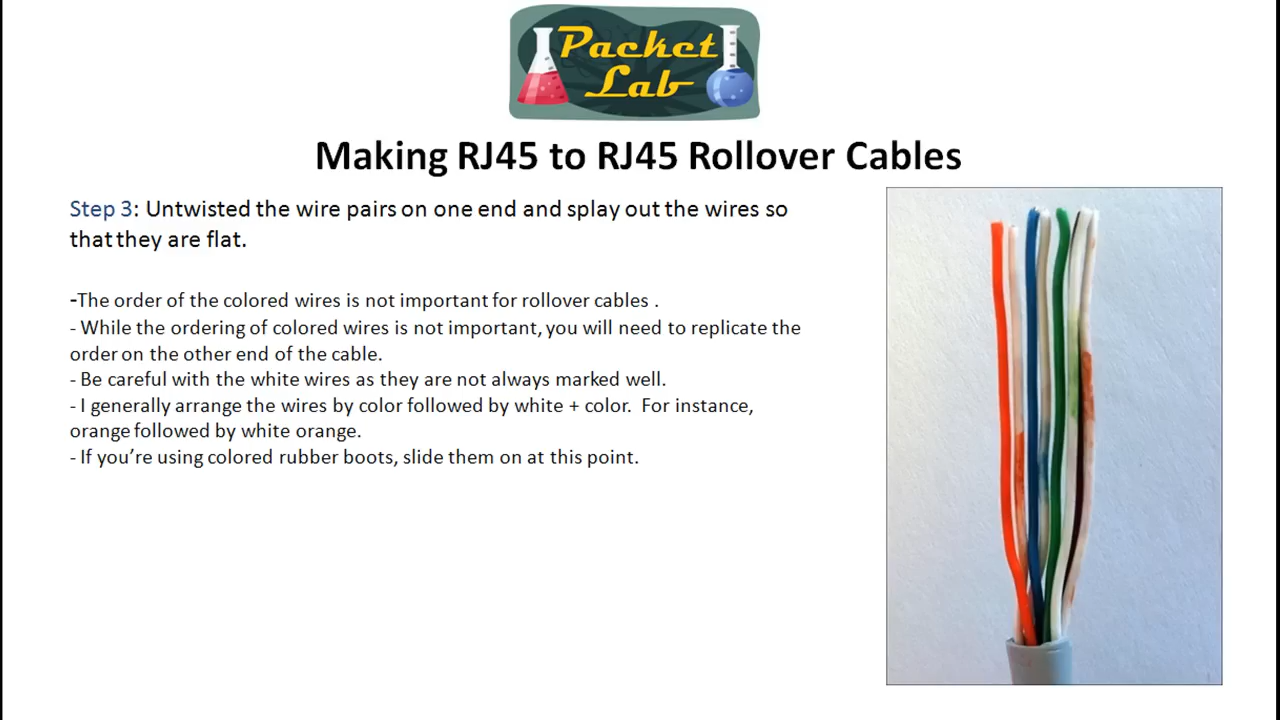 Packet
Lab
Making RJ45 to RJ45 Rollover Cables
Step 3: Untwisted the wire pairs on one end and splay out the wires so
that they are flat.
-The order of the colored wires is not important for rollover cables .
- While the ordering of colored wires is not important, you will need to replicate the
order on the other end of the cable.
- Be careful with the white wires as they are not always marked well.
- I generally arrange the wires by color followed by white + color.  For instance,
orange followed by white orange.
- If you’re using colored rubber boots, slide them on at this point.